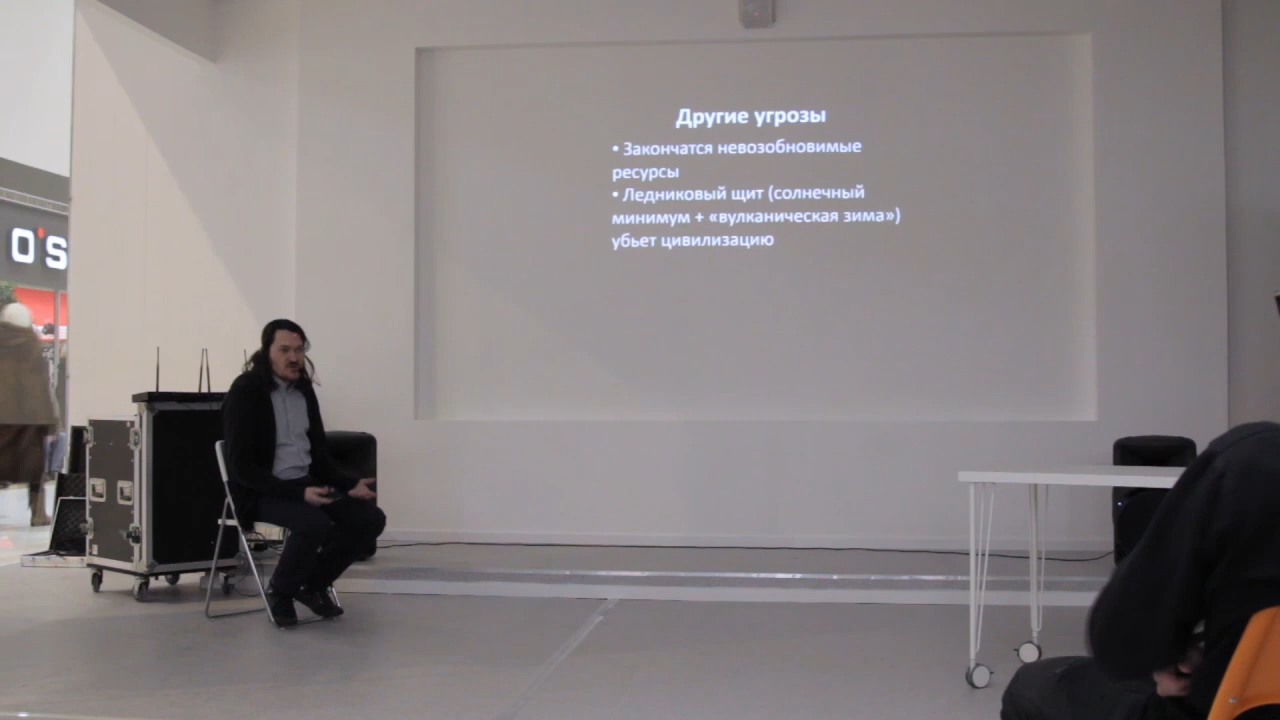 Другие угрозы
• Закончатся невозобновимые
ресурсы
• Ледниковый щит (солнечный
минимум + «вулканическая зима»)
убьет цивилизацию
O'S